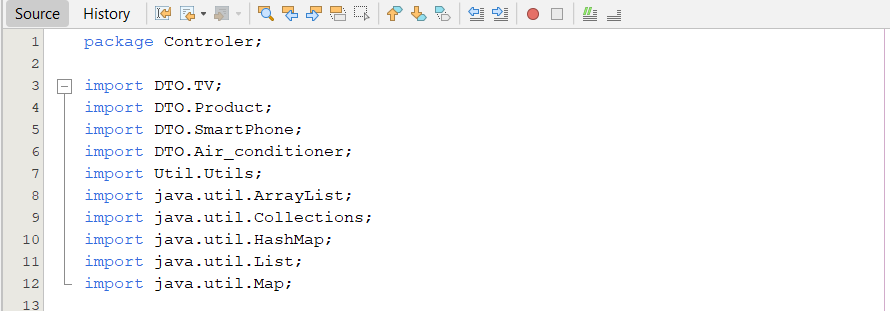 Source History
1 package Controler;
2
3 import DTO.TV;
4 import DTO.Product;
5 import DTO.SmartPhone;
6 import DTO.Air_conditioner;
7 import Util.Utils;
8 import java.util.ArrayList;
9 import java.util.Collections;
10 import java.util.HashMap;
11 import java.util.List;
12 import java.util.Map;
13